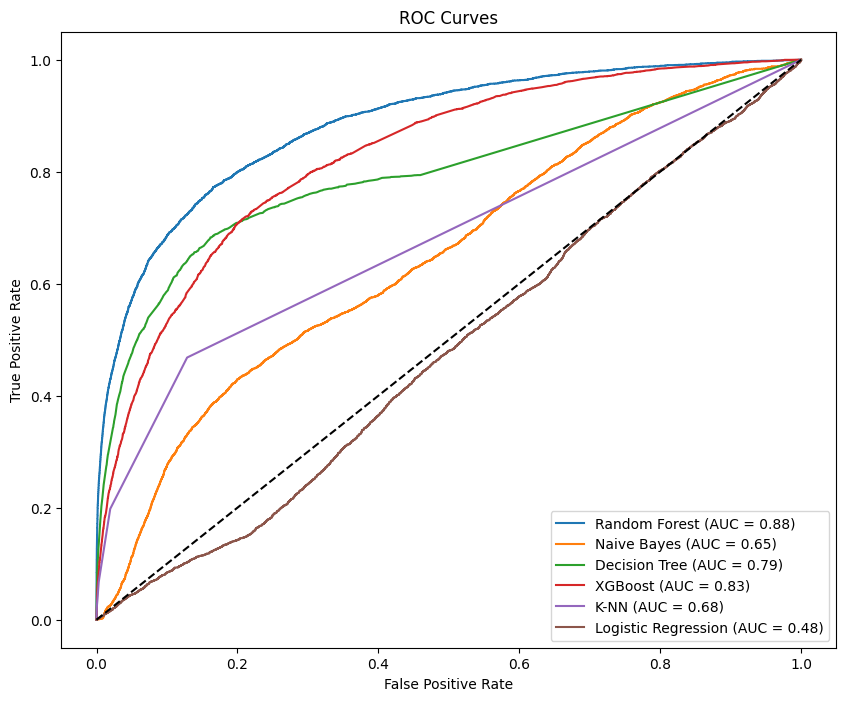 ROC Curves
1.0
0.8
0.6
0.4
0.2
0.0
True Positive Rate
0.0 0.2 0.4 0.6 0.8 1.0
False Positive Rate
Random Forest (AUC = 0.88)
Naive Bayes (AUC = 0.65)
Decision Tree (AUC = 0.79)
XGBoost (AUC = 0.83)
K-NN (AUC = 0.68)
Logistic Regression (AUC = 0.48)